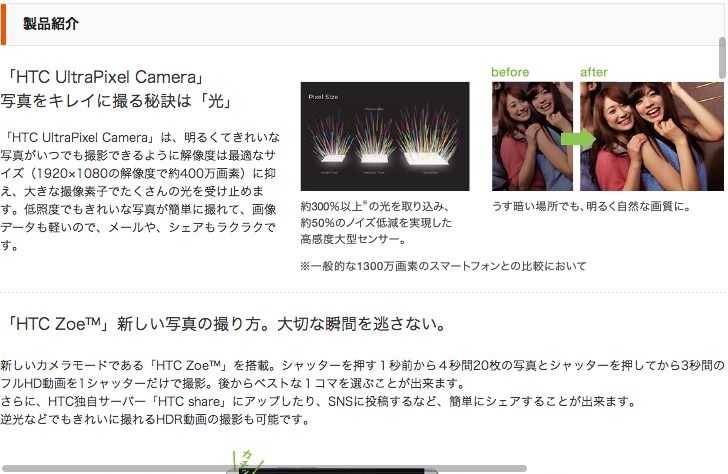 製品紹介
「HTC UltraPixel Camera」
写真をキレイに撮る秘訣は「光」
「HTC UltraPixel Camera」は、明るくてきれいな
写真がいつでも撮影できるように解像度は最適なサ
イズ（1920×1080の解像度で約400万画素）に抑
え、大きな撮像素子でたくさんの光を受け止めま
す。低照度でもきれいな写真が簡単に撮れて、画像
データも軽いので、メールや、シェアもラクラクで
す。
Pixel Size
約300％以上※の光を取り込み、
約50％のノイズ低減を実現した
高感度大型センサー。
before
after
うす暗い場所でも、明るく自然な画質に。
※一般的な1300万画素のスマートフォンとの比較において
「HTC Zoe™」新しい写真の撮り方。大切な瞬間を逃さない。
新しいカメラモードである「HTC Zoe™」を搭載。シャッターを押す１秒前から４秒間20枚の写真とシャッターを押してから3秒間の
フルHD動画を1シャッターだけで撮影。後からベストな１コマを選ぶことが出来ます。
さらに、HTC独自サーバー「HTC share」にアップしたり、SNSに投稿するなど、簡単にシェアすることが出来ます。
逆光などでもきれいに撮れるHDR動画の撮影も可能です。